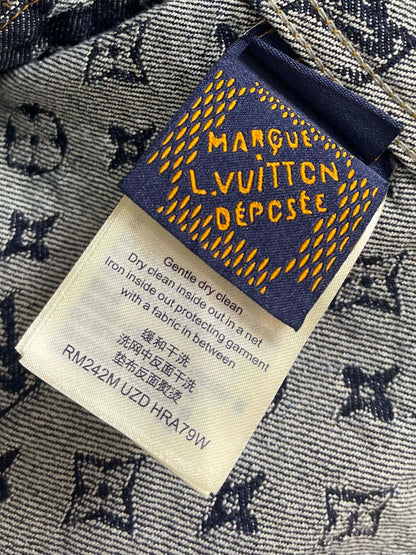 MARQUE
L.VUITTON
DÉPOSÉE
Gentle dry clean
Dry clean inside out in a net
Iron inside out protecting garment
with a fabric in between
缓和干洗
洗网中反面干洗
垫布反面熨烫
RM242M UZD HRA79W